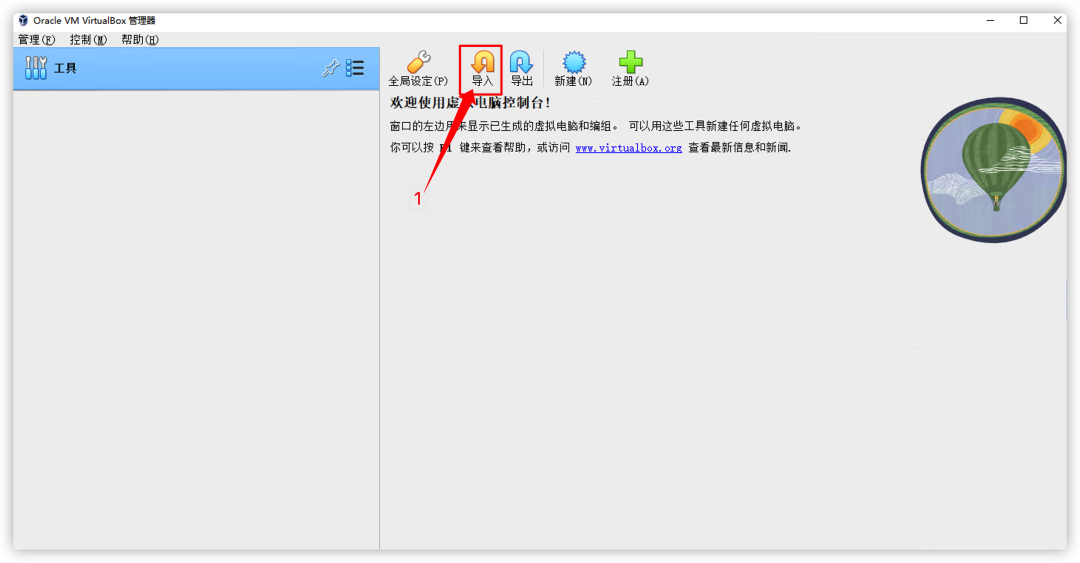 Oracle VM VirtualBox 管理器
管理(F) 控制(M) 帮助(H)
工具
全局设定(P) 导入 导出 新建(N) 注册(A)
欢迎使用虚 电脑控制台!
窗口的左边用来显示已生成的虚拟电脑和编组。 可以用这些工具新建任何虚拟电脑。
你可以按 键来查看帮助, 或访问 www.virtualbox.org 查看最新信息和新闻.
1